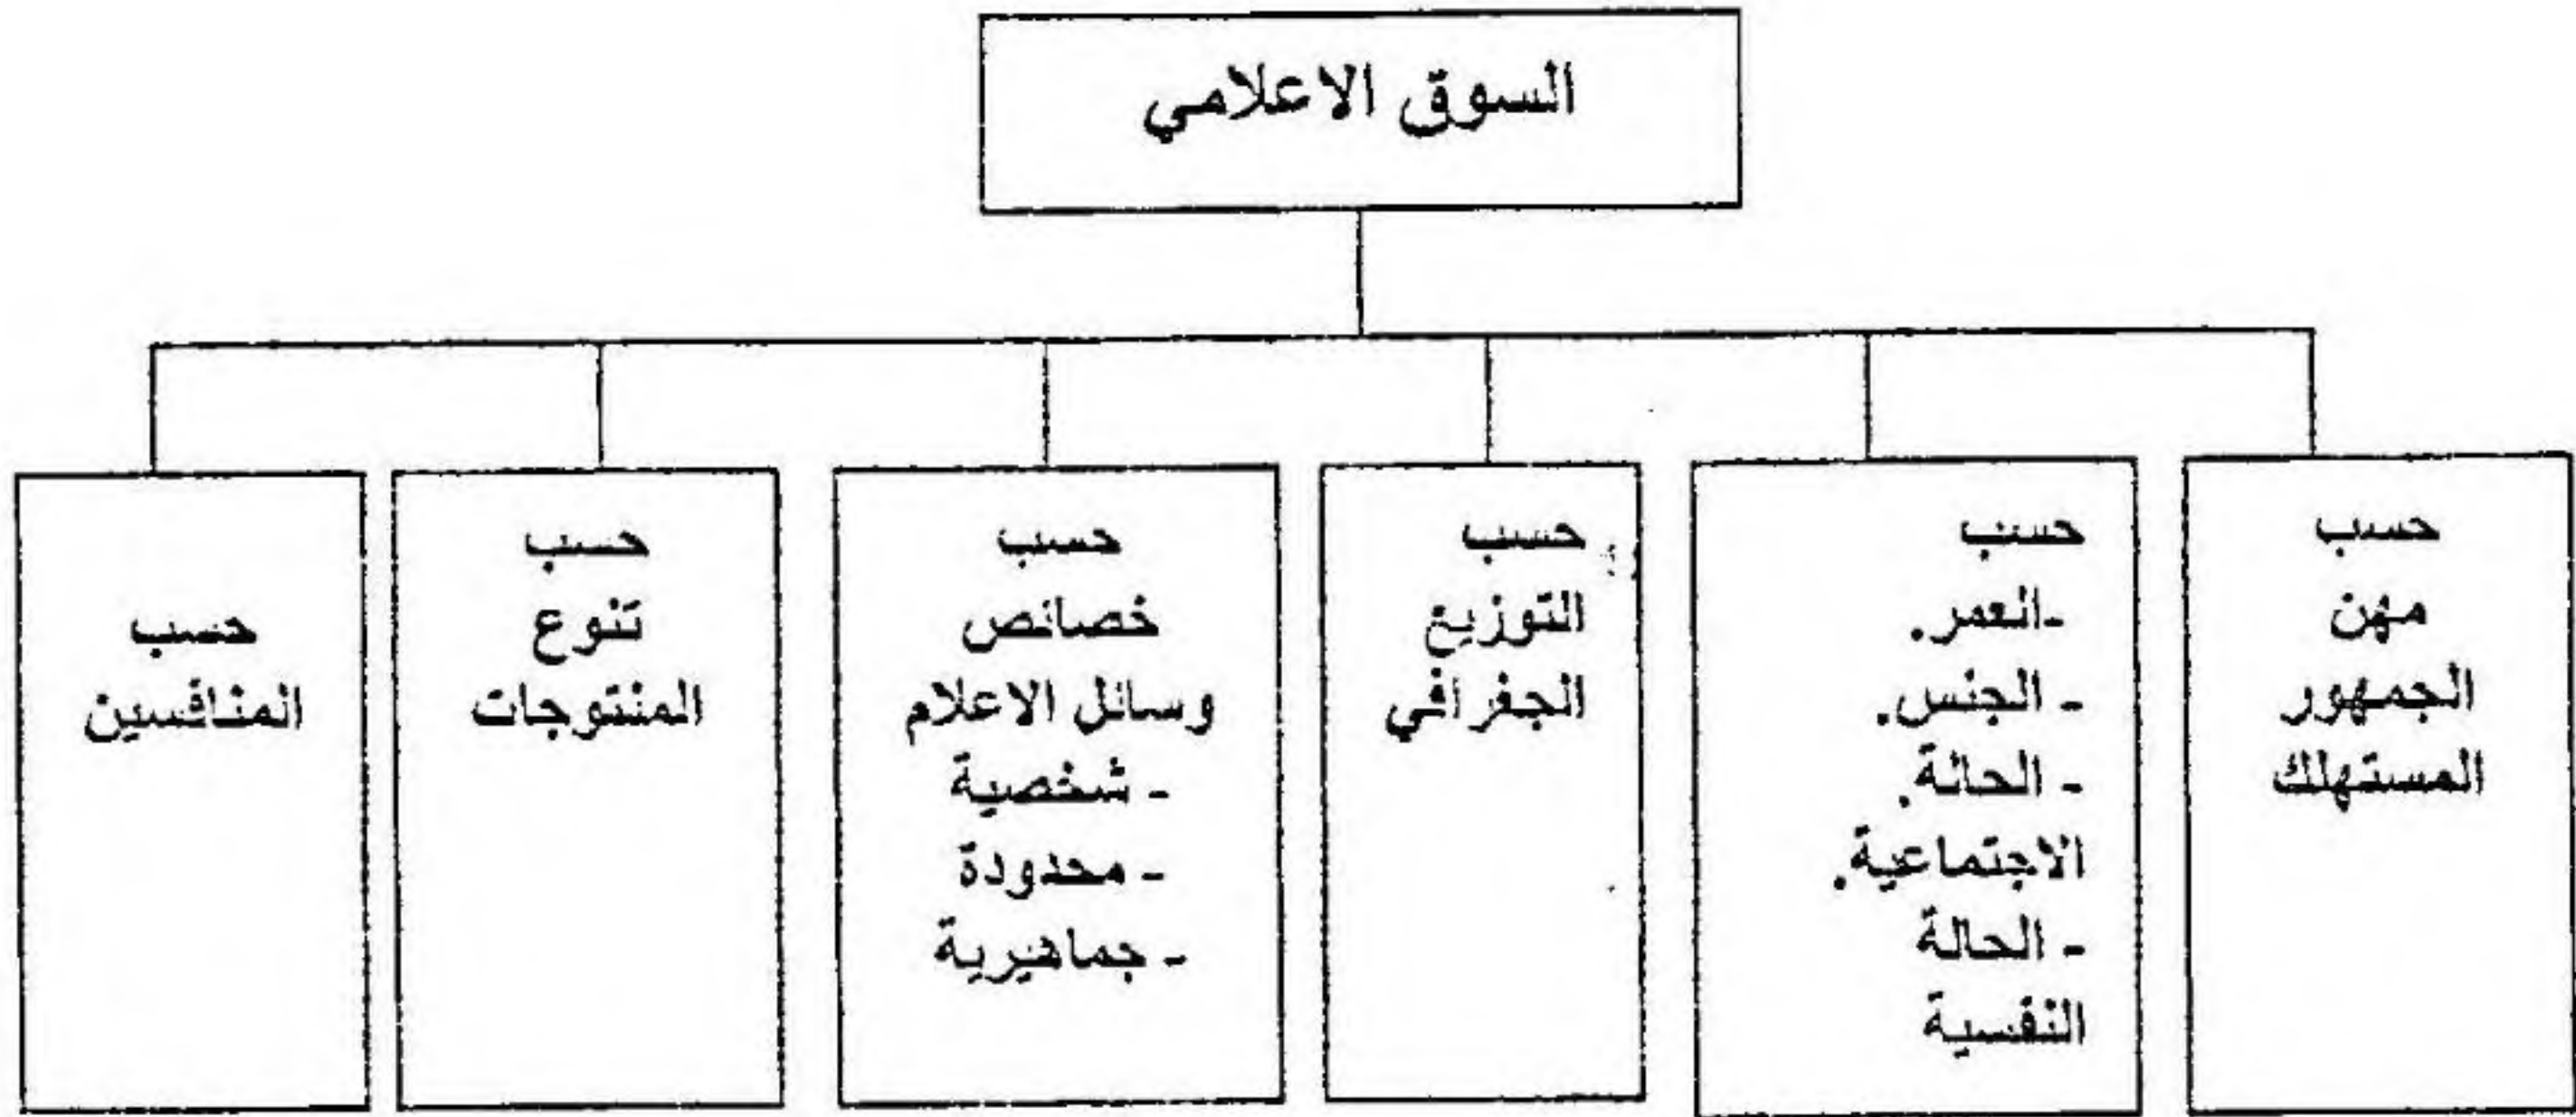 السوق الاعلامي
حسب
مهن
الجمهور
المستهلك
حسب
-العمر.
- الجنس.
- الحالة.
الاجتماعية.
- الحالة
النفسية
حسب
التوزيع
الجغرافي
حسب
خصائص
وسائل الاعلام
- شخصية
- محدودة
- جماهيرية
حسب
تنوع
المنتوجات
حسب
المنافسين